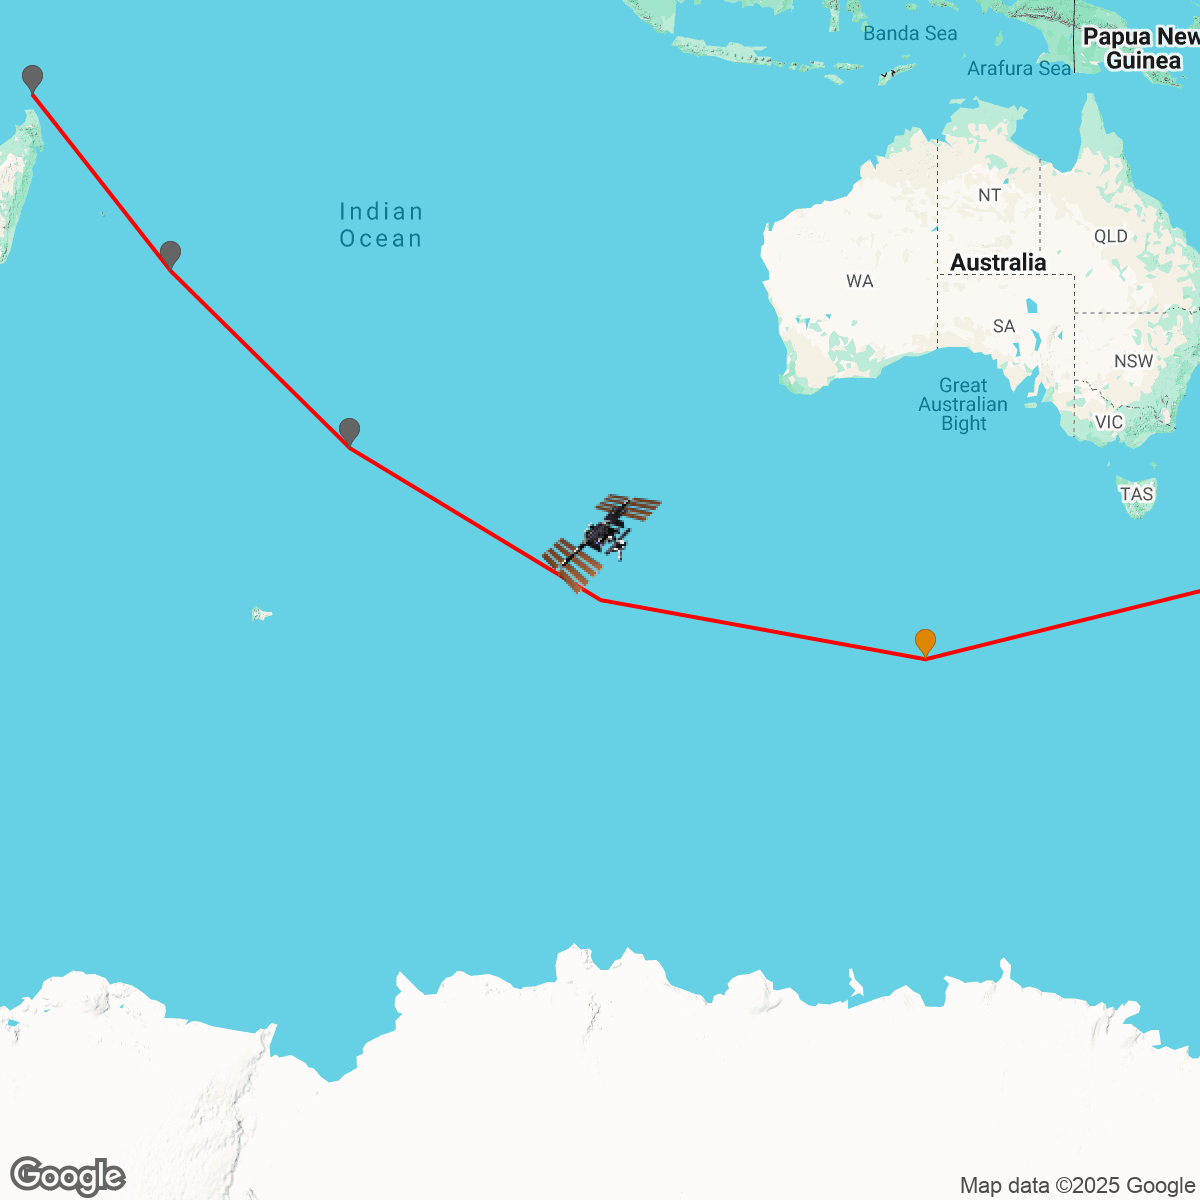 Banda Sea
Papua New
Guinea
Arafura Sea
NT
Indian
Ocean
QLD
Australia
WA
SA
NSW
Great
Australian
Bight
VIC
TAS
Google
Map data ©2025 Google